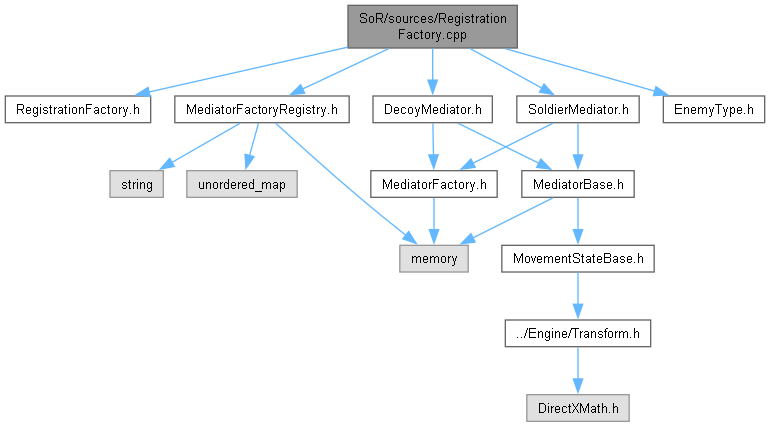 SoR/sources/Registration
Factory.cpp
RegistrationFactory.h
MediatorFactoryRegistry.h
DecoyMediator.h
SoldierMediator.h
EnemyType.h
string
unordered_map
MediatorFactory.h
MediatorBase.h
memory
MovementStateBase.h
../Engine/Transform.h
DirectXMath.h